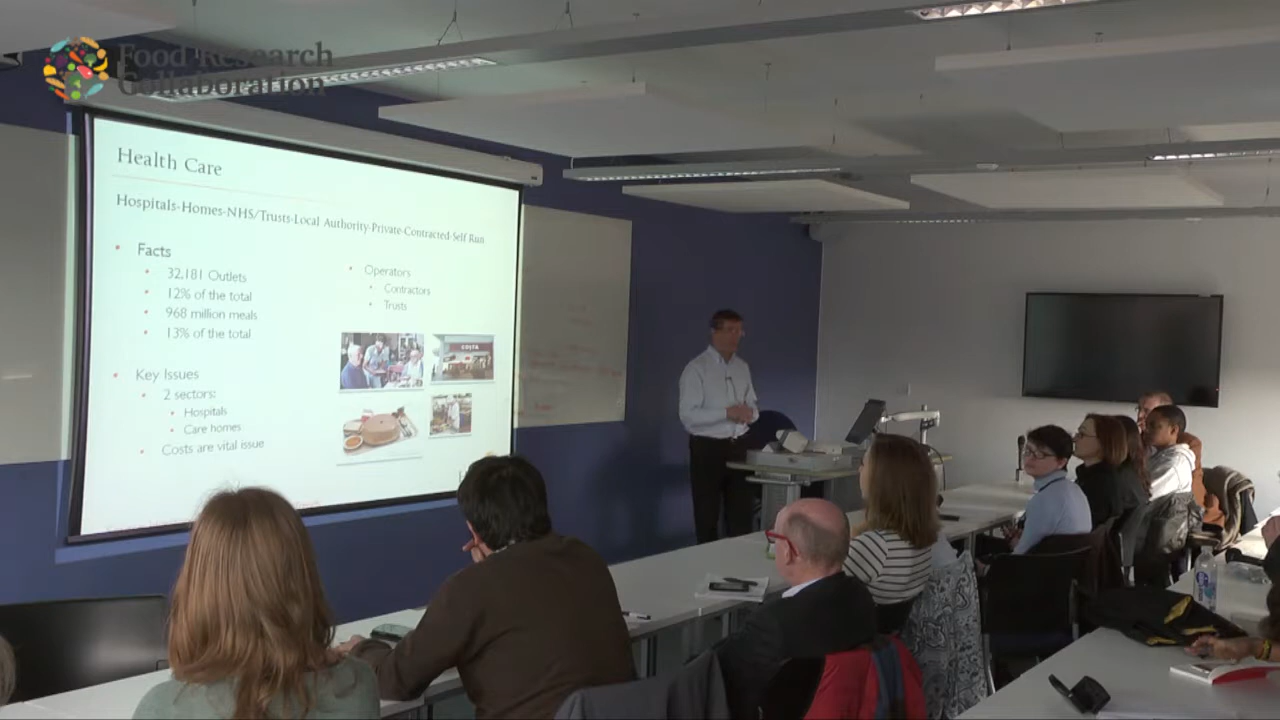 Food Research
Collaboration
Health Care
Hospitals-Homes-NHS/Trusts-Local Authority-Private-Contracted-Self Run
Facts
32,181 Outlets
12% of the total
968 million meals
13% of the total
Key Issues
2 sectors:
Hospitals
Care homes
Costs are vital issue
Operators
Contractors
Trusts
COSTA